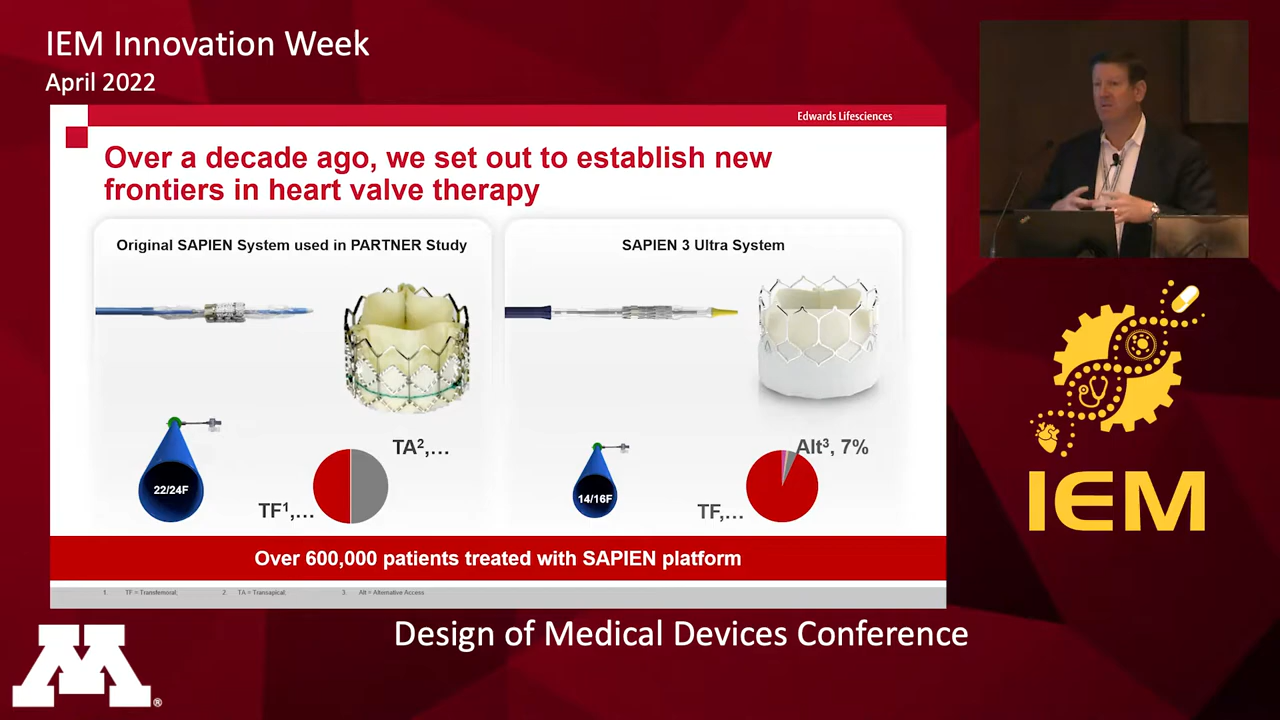 IEM Innovation Week
April 2022
Edwards Lifesciences
Over a decade ago, we set out to establish new
frontiers in heart valve therapy
Original SAPIEN System used in PARTNER Study
SAPIEN 3 Ultra System
22/24F
TA²,…
TF¹,…
14/16F
Alt³, 7%
TF,…
Over 600,000 patients treated with SAPIEN platform
1. TF = Transfemoral; 2. TA = Transapical; 3. Alt = Alternative Access
IEM
Design of Medical Devices Conference
M®